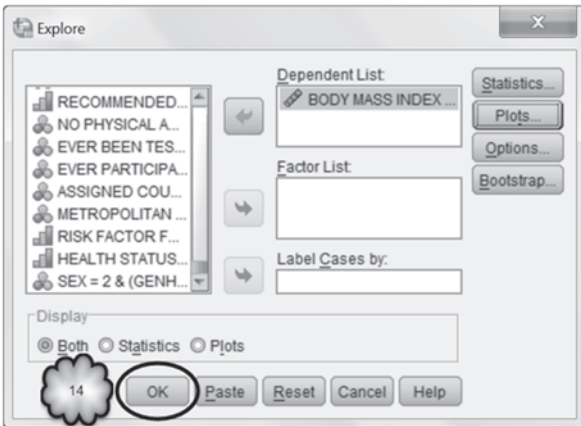 Explore
Dependent List:
BODY MASS INDEX ...
Statistics...
Plots...
Options...
Bootstrap...
RECOMMENDED...
NO PHYSICAL A...
EVER BEEN TES...
EVER PARTICIPA...
ASSIGNED COU...
METROPOLITAN ...
RISK FACTOR F...
HEALTH STATUS...
SEX = 2 & (GENH...
Factor List:
Label Cases by:
Display
Both
Statistics
Plots
14
OK
Paste
Reset
Cancel
Help